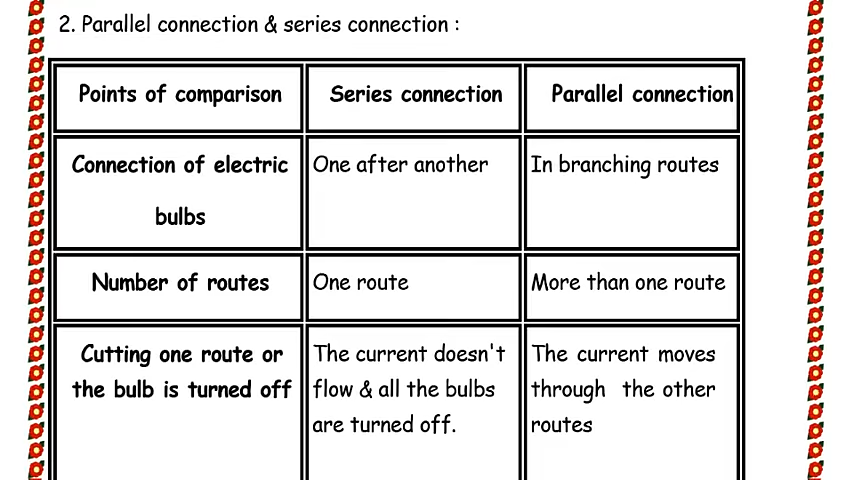 2. Parallel connection & series connection :
Points of comparison
Series connection
Parallel connection
Connection of electric
bulbs
One after another
In branching routes
Number of routes
One route
More than one route
Cutting one route or
the bulb is turned off
The current doesn't
flow & all the bulbs
are turned off.
The current moves
through the other
routes